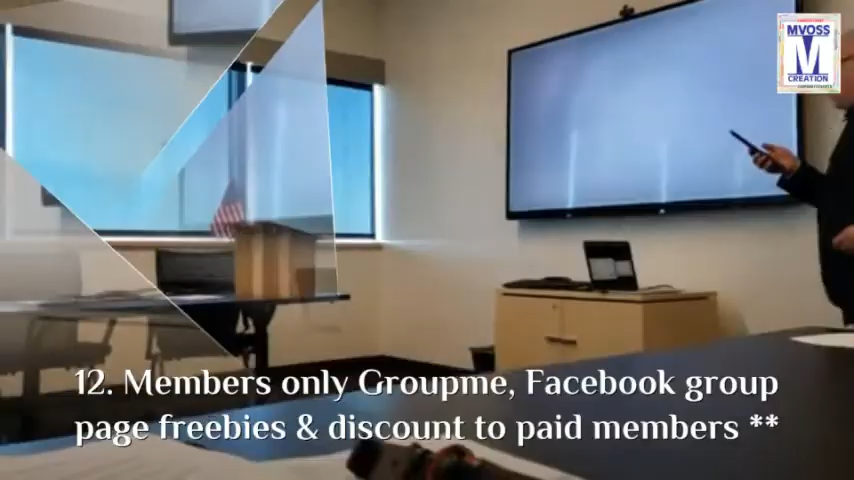 MVOSS
M
CREATION
12. Members only Groupme, Facebook group
page freebies & discount to paid members **